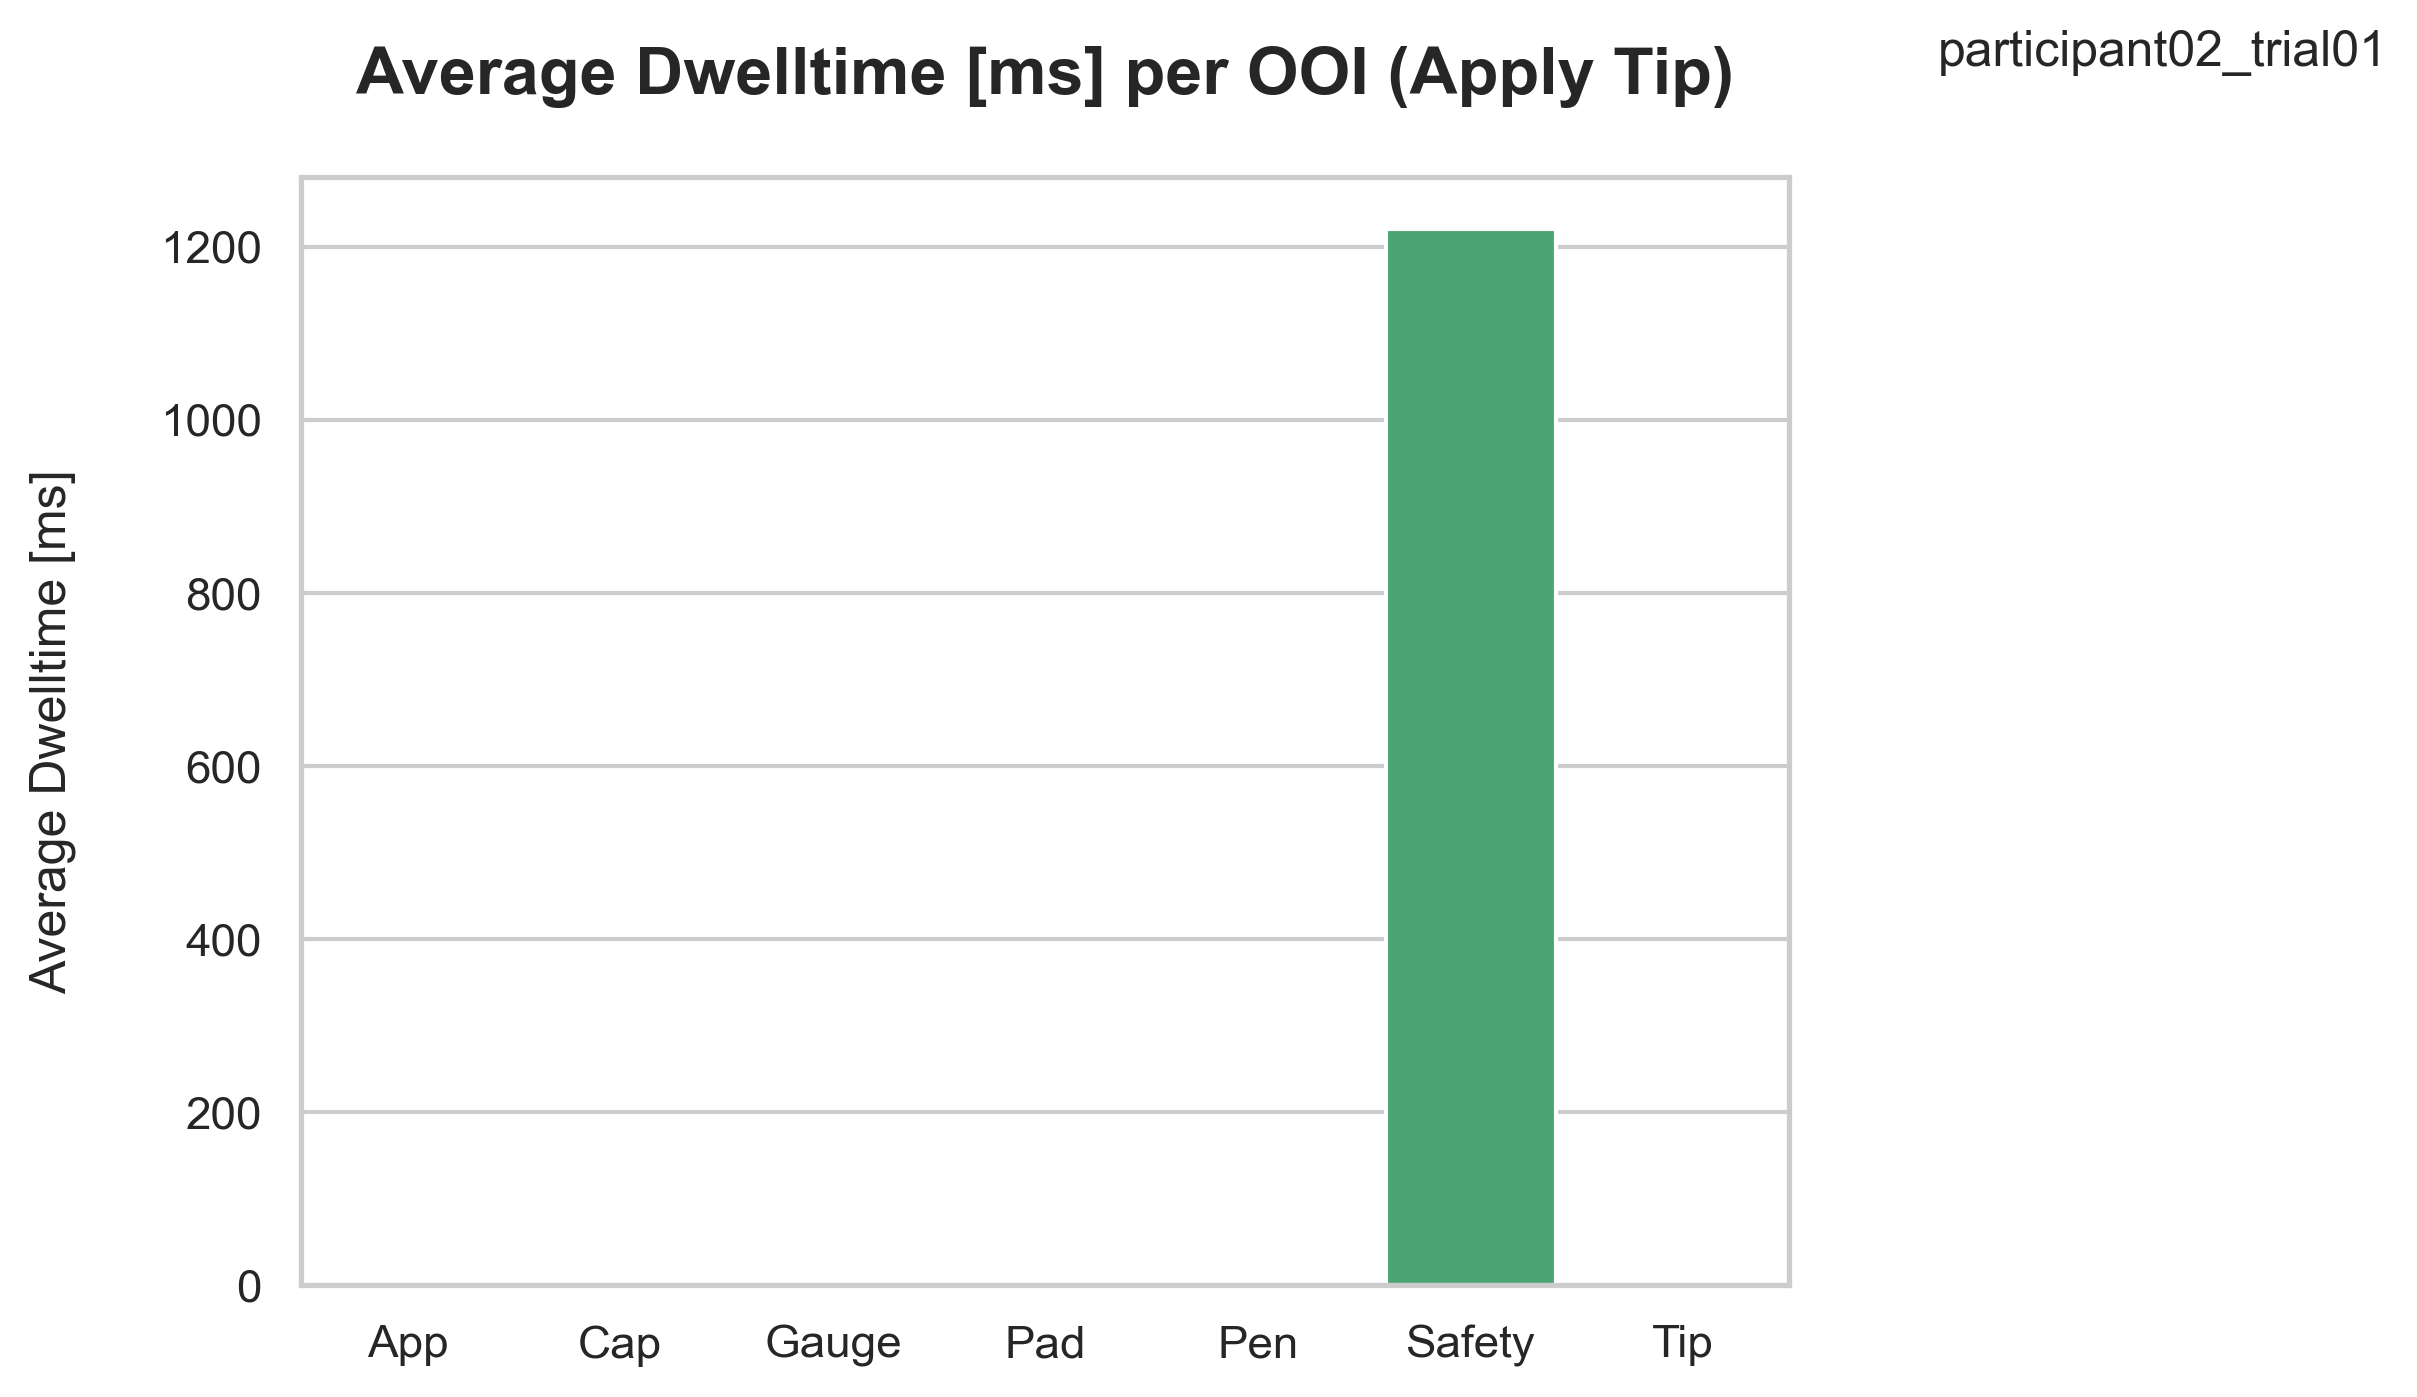 participant02_trial01
Average Dwelltime [ms] per OOI (Apply Tip)
Average Dwelltime [ms]
1200
1000
800
600
400
200
0
App Cap Gauge Pad Pen Safety Tip